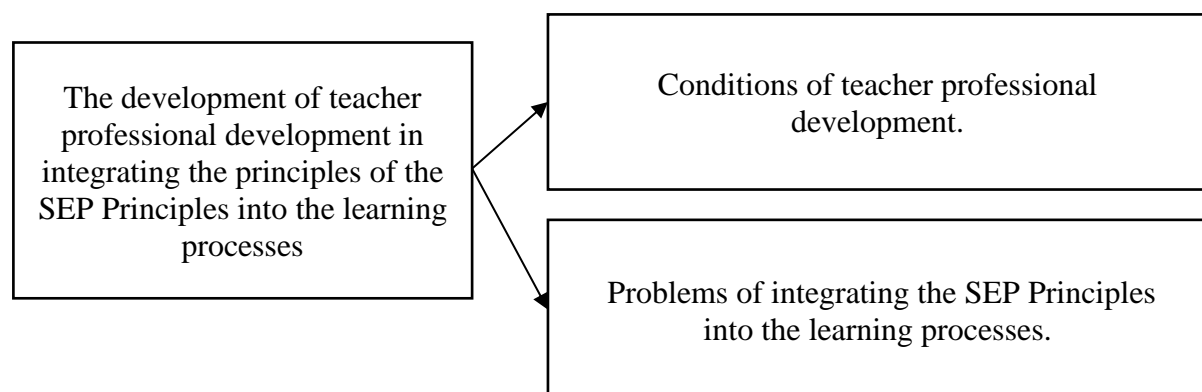 The development of teacher
professional development in
integrating the principles of the
SEP Principles into the learning
processes
Conditions of teacher professional
development.
Problems of integrating the SEP Principles
into the learning processes.